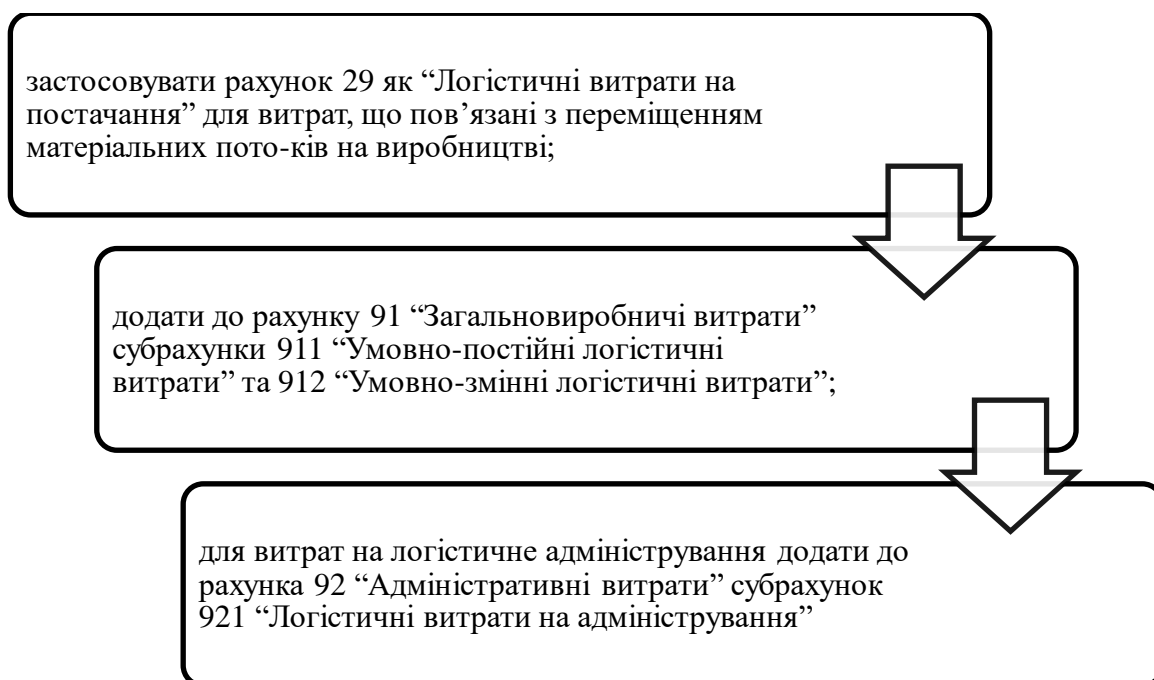 застосовувати рахунок 29 як “Логістичні витрати на
постачання” для витрат, що пов’язані з переміщенням
матеріальних пото-ків на виробництві;
додати до рахунку 91 “Загальновиробничі витрати”
субрахунки 911 “Умовно-постійні логістичні
витрати” та 912 “Умовно-змінні логістичні витрати”;
для витрат на логістичне адміністрування додати до
рахунка 92 “Адміністративні витрати” субрахунок
921 “Логістичні витрати на адміністрування”